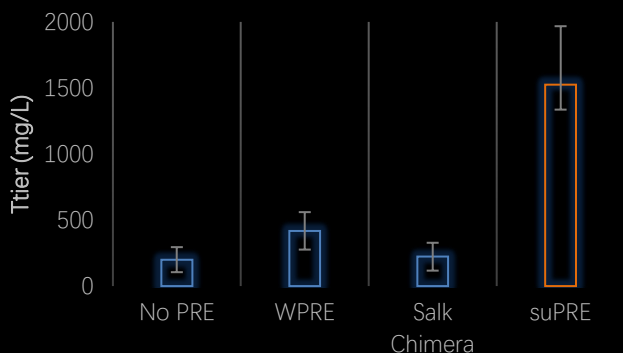 2000
1500
1000
500
0
Ttier (mg/L)
No PRE
WPRE
Salk
Chimera
suPRE